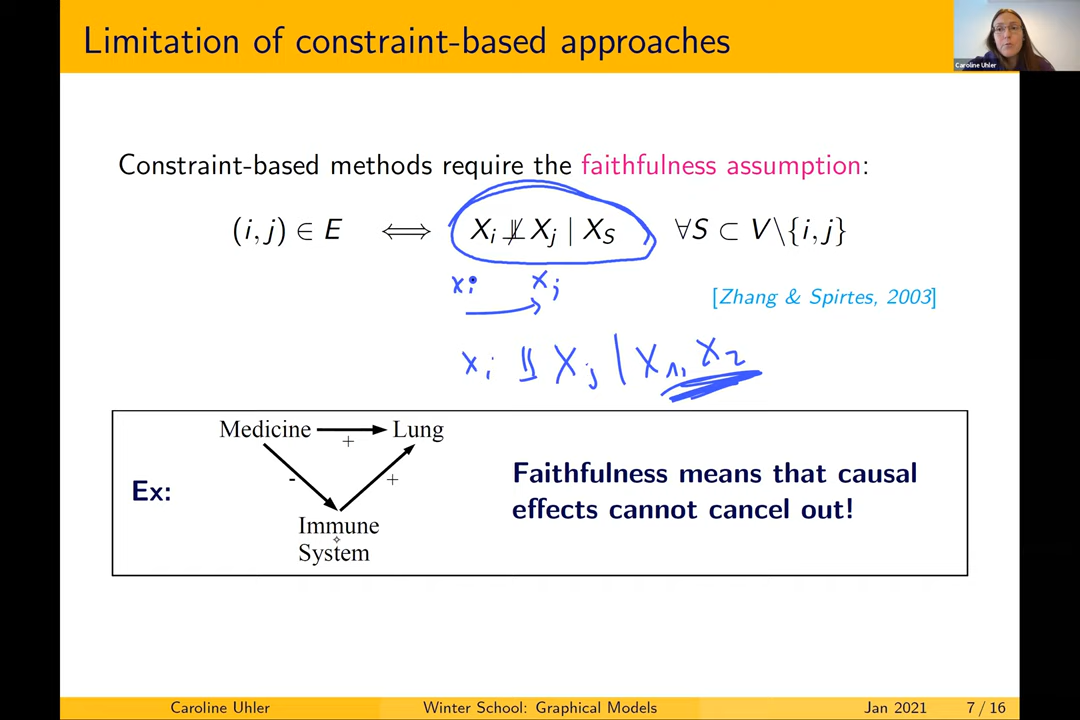 Limitation of constraint-based approaches
Caroline Uhler
Constraint-based methods require the faithfulness assumption:
(i, j) ∈ E ⟺ X_i ⫫̸ X_j | X_S ∀S ⊂ V\{i, j}
x_i x_j
[Zhang & Spirtes, 2003]
x_i ⫫ X_j | X_1, X_2
Medicine + Lung
- +
Ex:
Immune
System
Faithfulness means that causal
effects cannot cancel out!
Caroline Uhler Winter School: Graphical Models Jan 2021 7 / 16